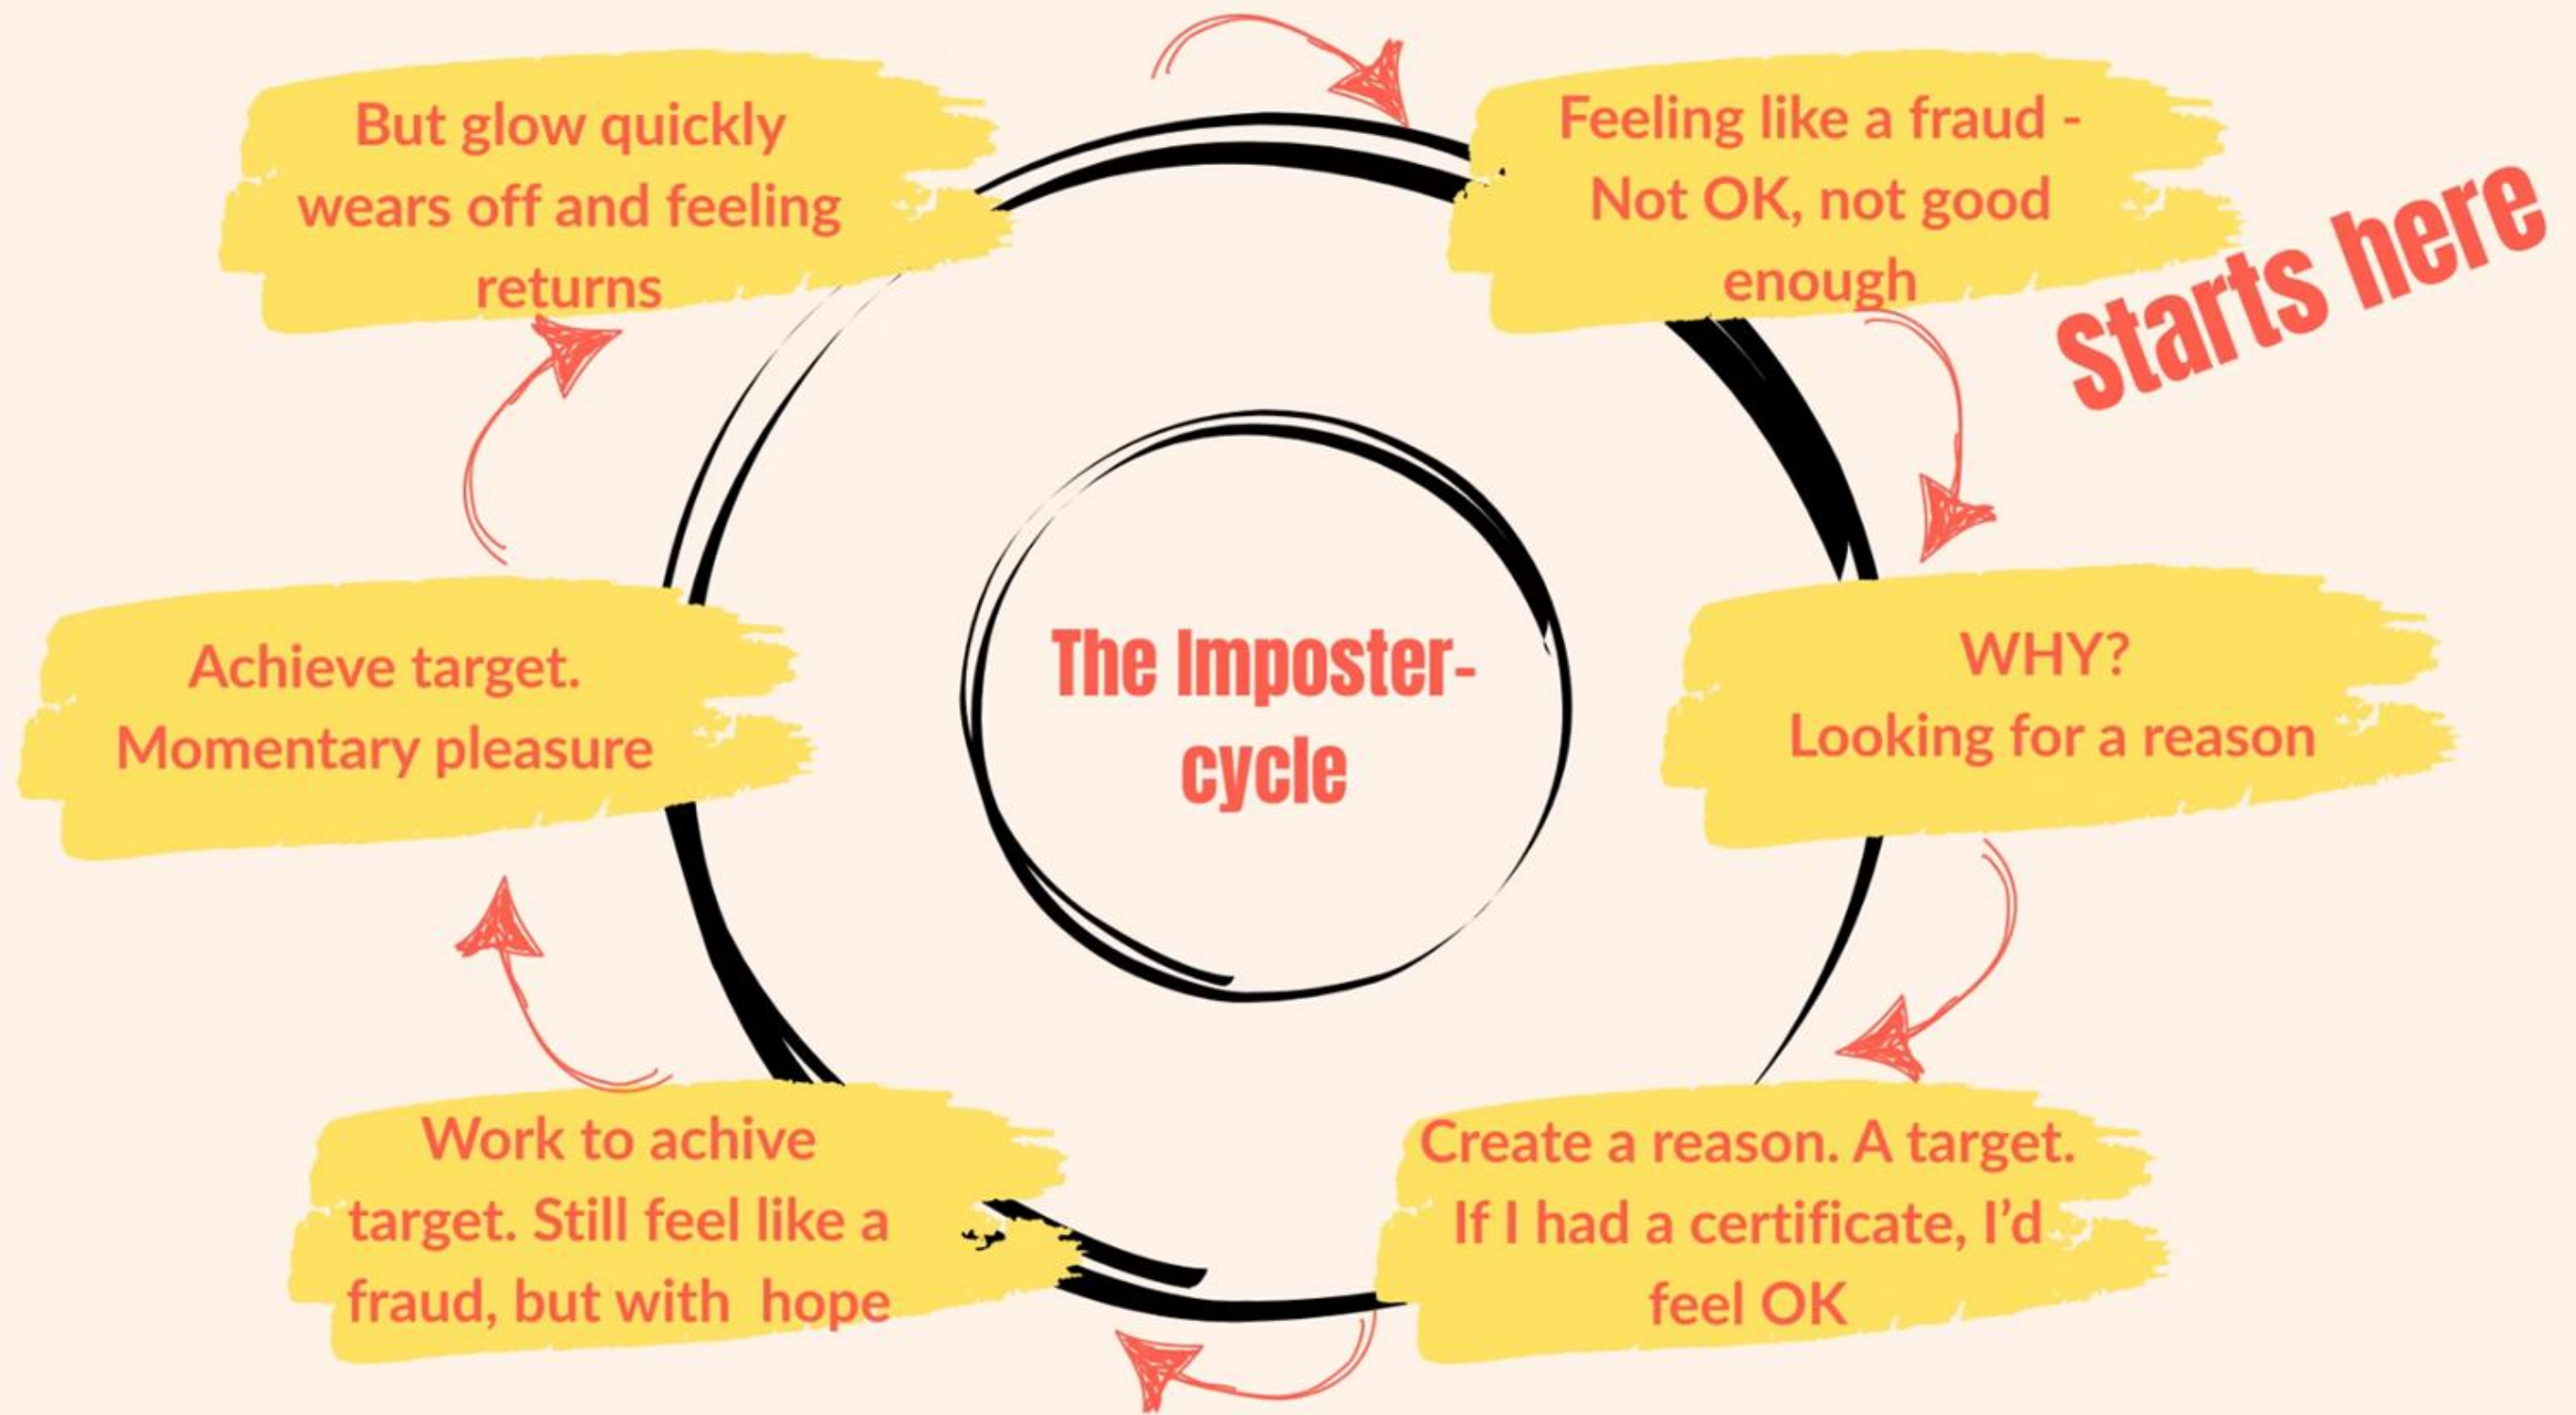 The Imposter-
cycle
Starts here
Feeling like a fraud -
Not OK, not good
enough
WHY?
Looking for a reason
Create a reason. A target.
If I had a certificate, I’d
feel OK
Work to achive
target. Still feel like a
fraud, but with  hope
Achieve target.
Momentary pleasure
But glow quickly
wears off and feeling
returns